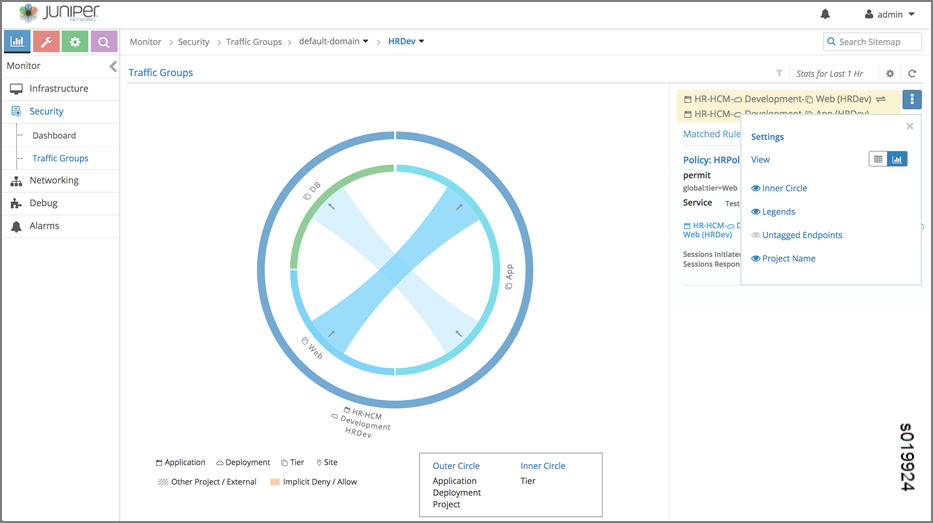 JUNIPER
NETWORKS
admin
Monitor > Security > Traffic Groups > default-domain > HRDev
Search Sitemap
Monitor
Infrastructure
Security
Dashboard
Traffic Groups
Networking
Debug
Alarms
Traffic Groups
Stats for Last 1 Hr
HR-HCM- Development- Web (HRDev)
HR-HCM- Development- App (HRDev)
Matched Rule
Policy: HRPol
permit
global:tier=Web
Service Test
HR-HCM- D
Web (HRDev)
Sessions Initiated
Sessions Respon
Settings
View
Inner Circle
Legends
Untagged Endpoints
Project Name
DB
App
Web
HR-HCM
Development
HRDev
Application Deployment Tier Site
Other Project / External Implicit Deny / Allow
Outer Circle Inner Circle
Application Tier
Deployment
Project
s019924